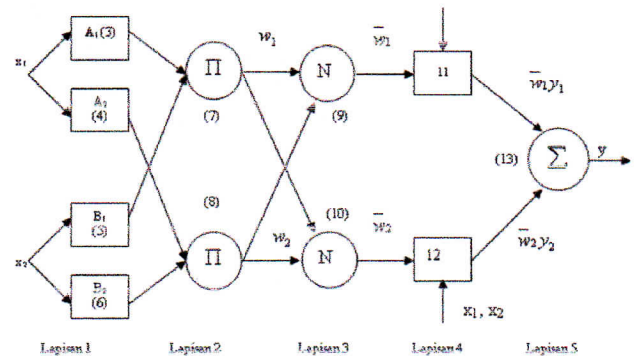 x₁
A₁(3)
A₂
(4)
B₁
(5)
x₂
B₂
(6)
Π
(7)
(8)
Π
w₁
w₂
N
(9)
(10)
N
w̅₁
w̅₂
11
12
x₁, x₂
w̅₁y₁
w̅₂y₂
(13)
Σ
y
Lapisan 1
Lapisan 2
Lapisan 3
Lapisan 4
Lapisan 5